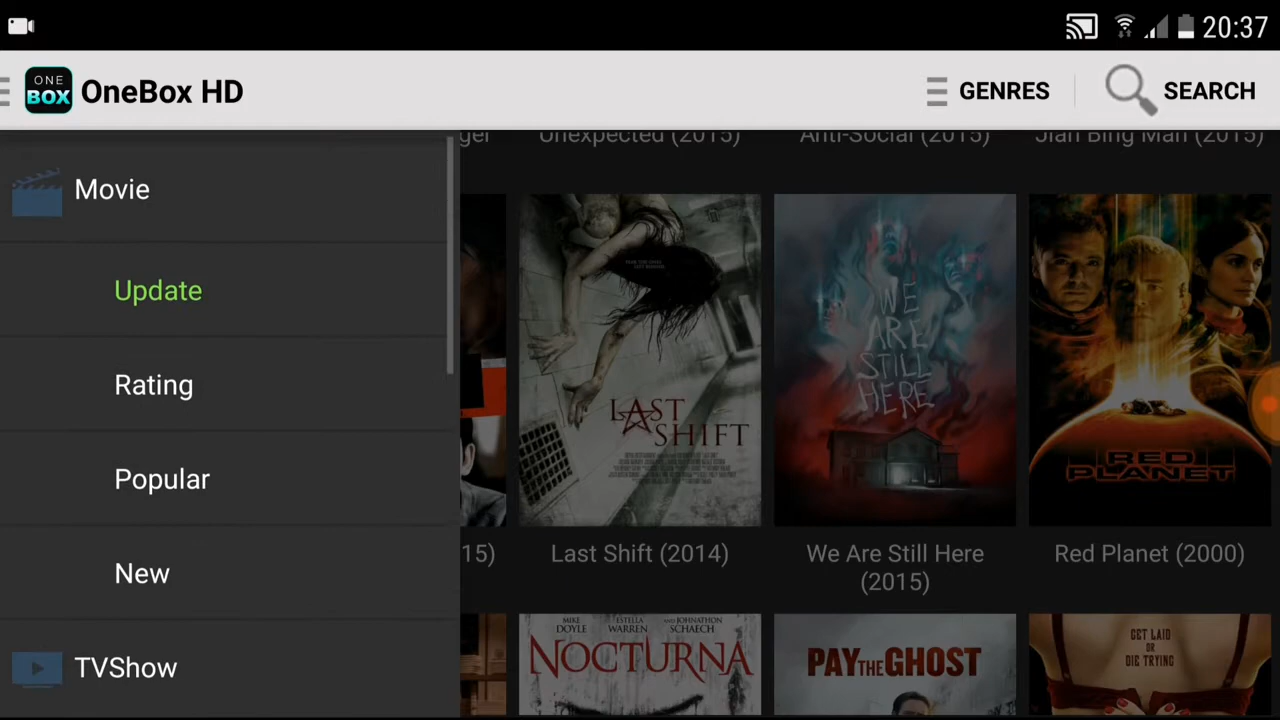 20:37
ONE
BOX
OneBox HD
GENRES
SEARCH
Movie
Update
Rating
Popular
New
TVShow
Unexpected (2015)
Anti-Social (2015)
Jian Bing Man (2015)
LAST
SHIFT
WE
ARE
STILL
HERE
RED
PLANET
15)
Last Shift (2014)
We Are Still Here
(2015)
Red Planet (2000)
MIKE DOYLE
ESTELLA WARREN
AND JOHNATHON SCHAECH
NOCTURNA
PAY THE GHOST
GET LAID
OR
DIE TRYING